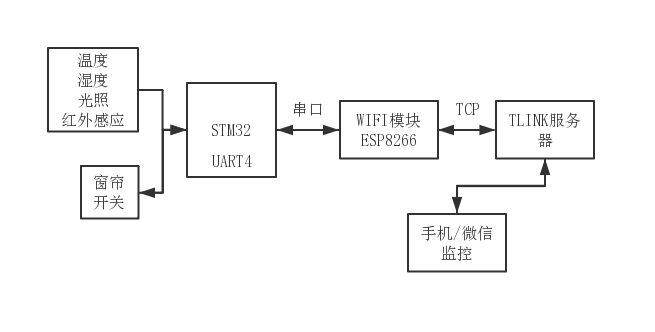 温度
湿度
光照
红外感应
窗帘
开关
STM32
UART4
串口
WIFI模块
ESP8266
TCP
TLINK服务
器
手机/微信
监控